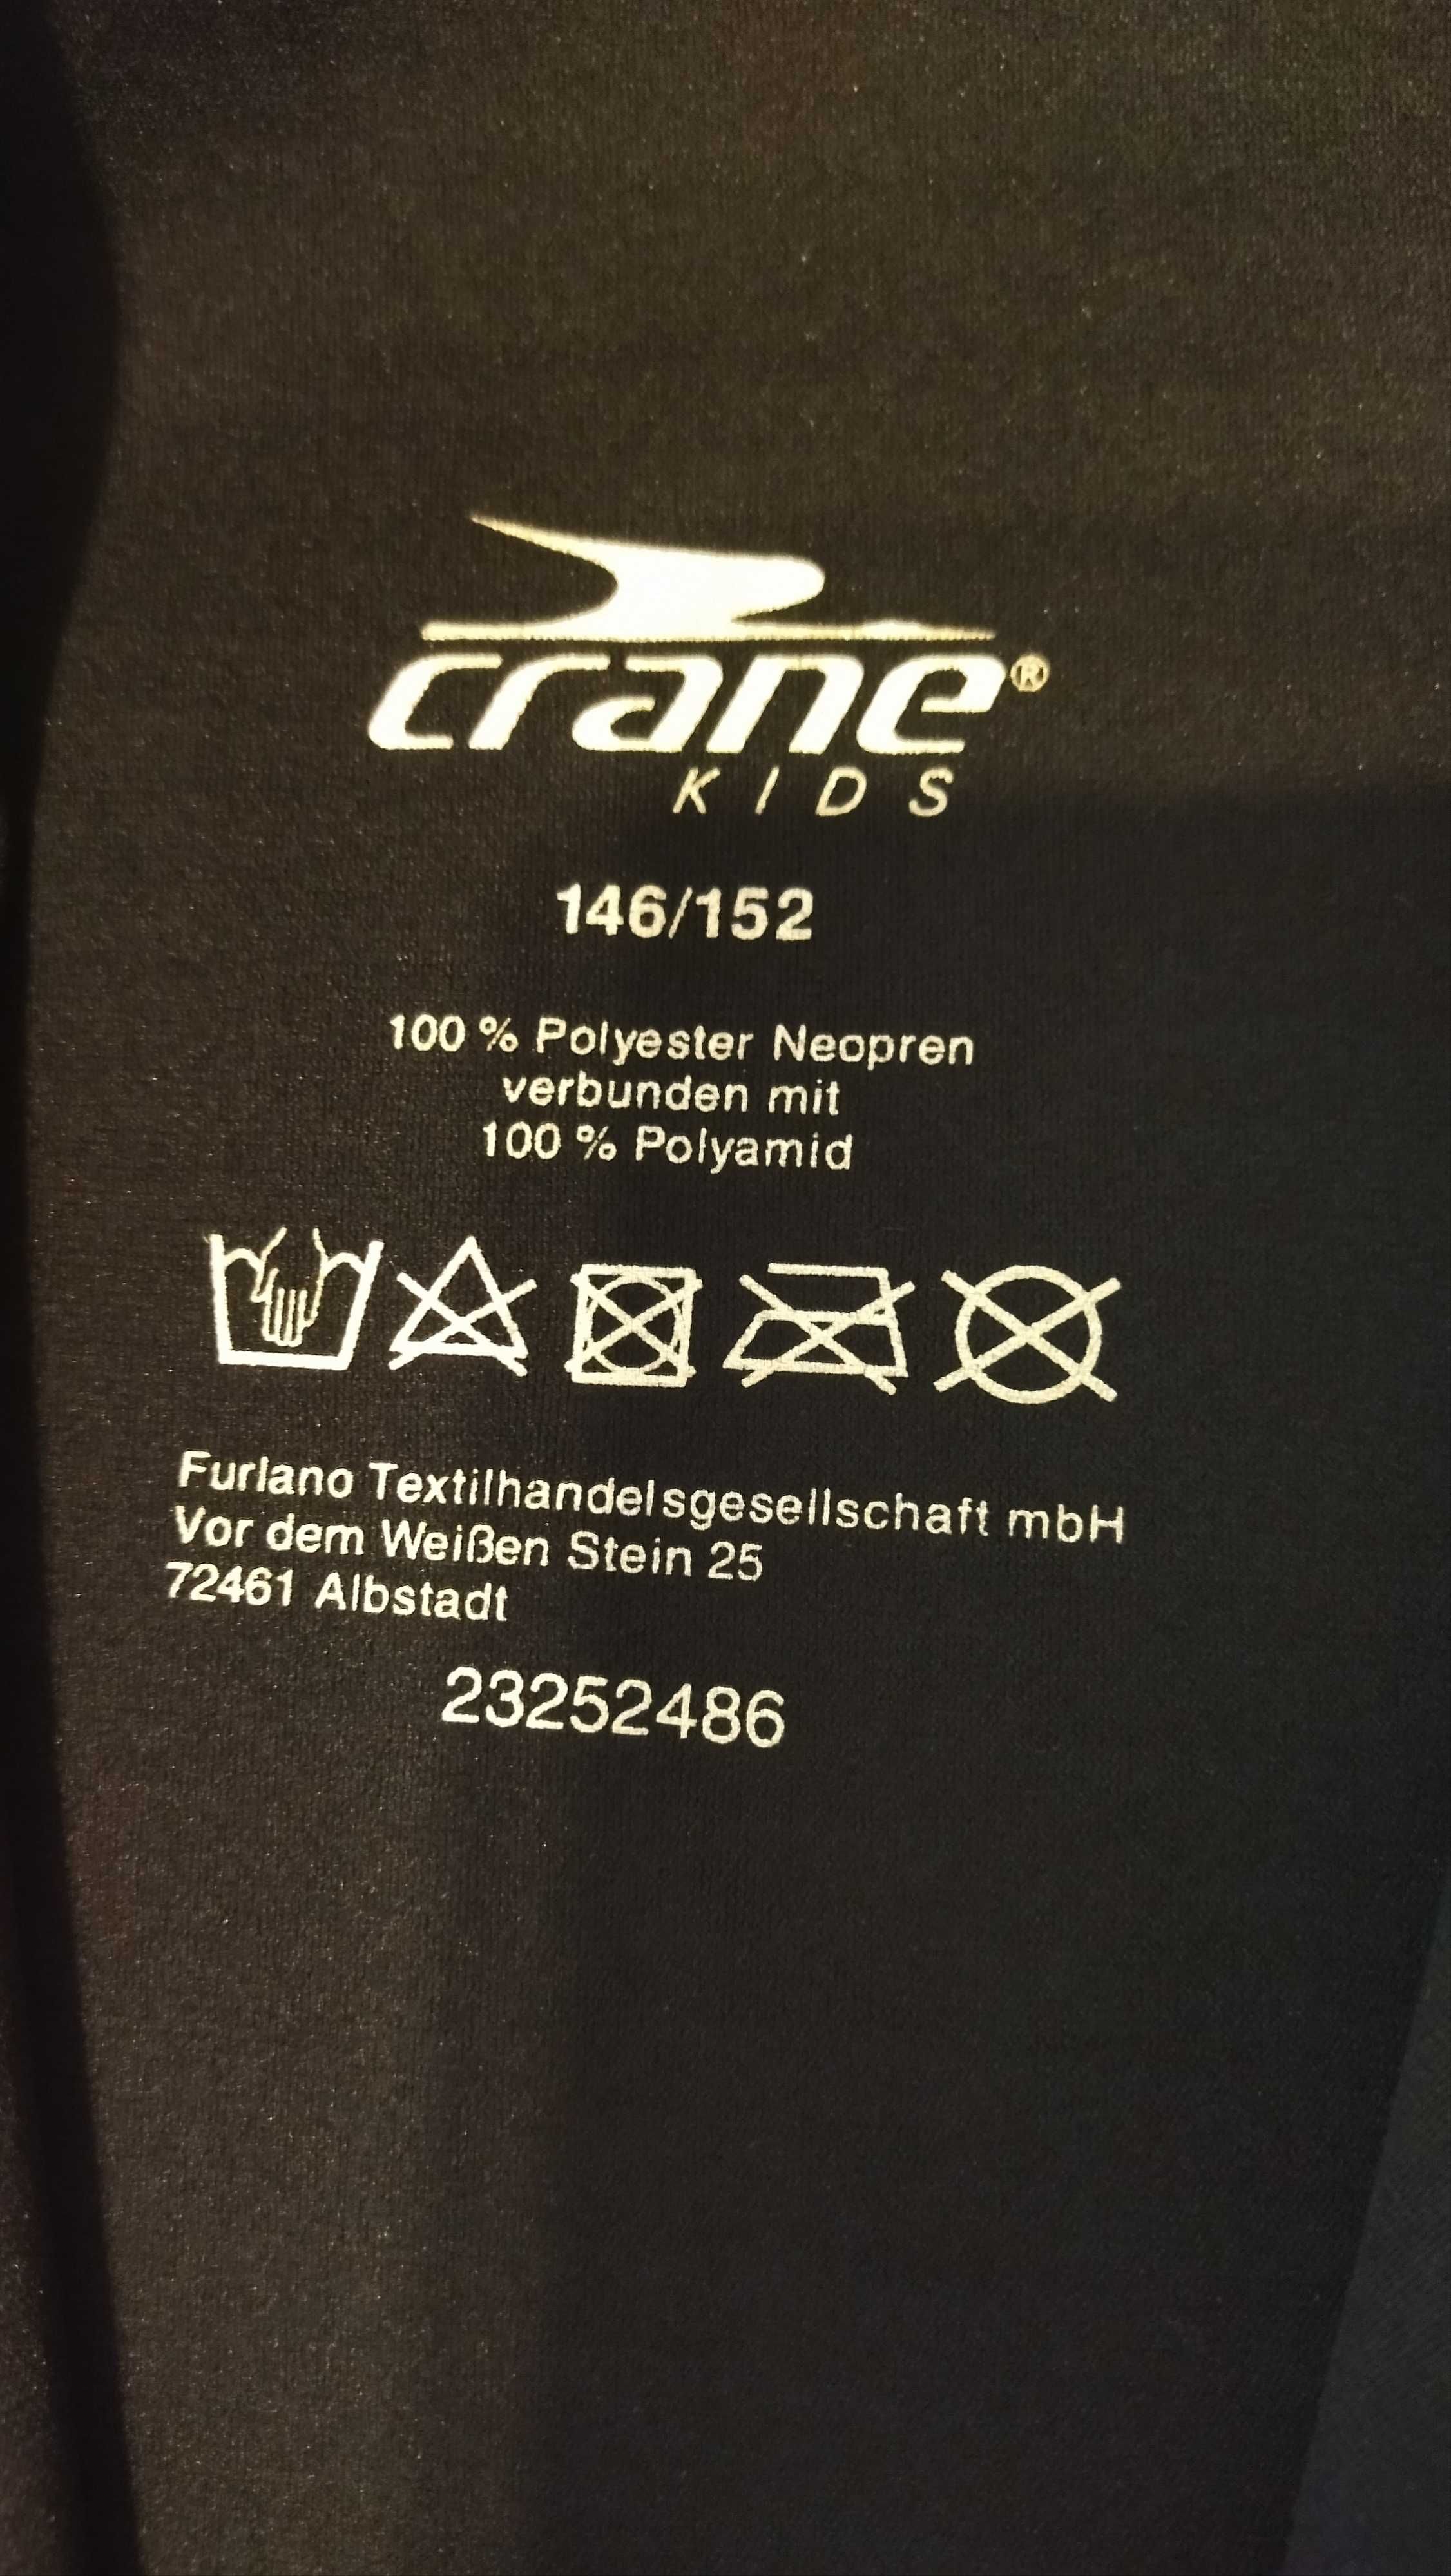 crane®
KIDS
146/152
100 % Polyester Neopren
verbunden mit
100 % Polyamid
Furlano Textilhandelsgesellschaft mbH
Vor dem Weißen Stein 25
72461 Albstadt
23252486